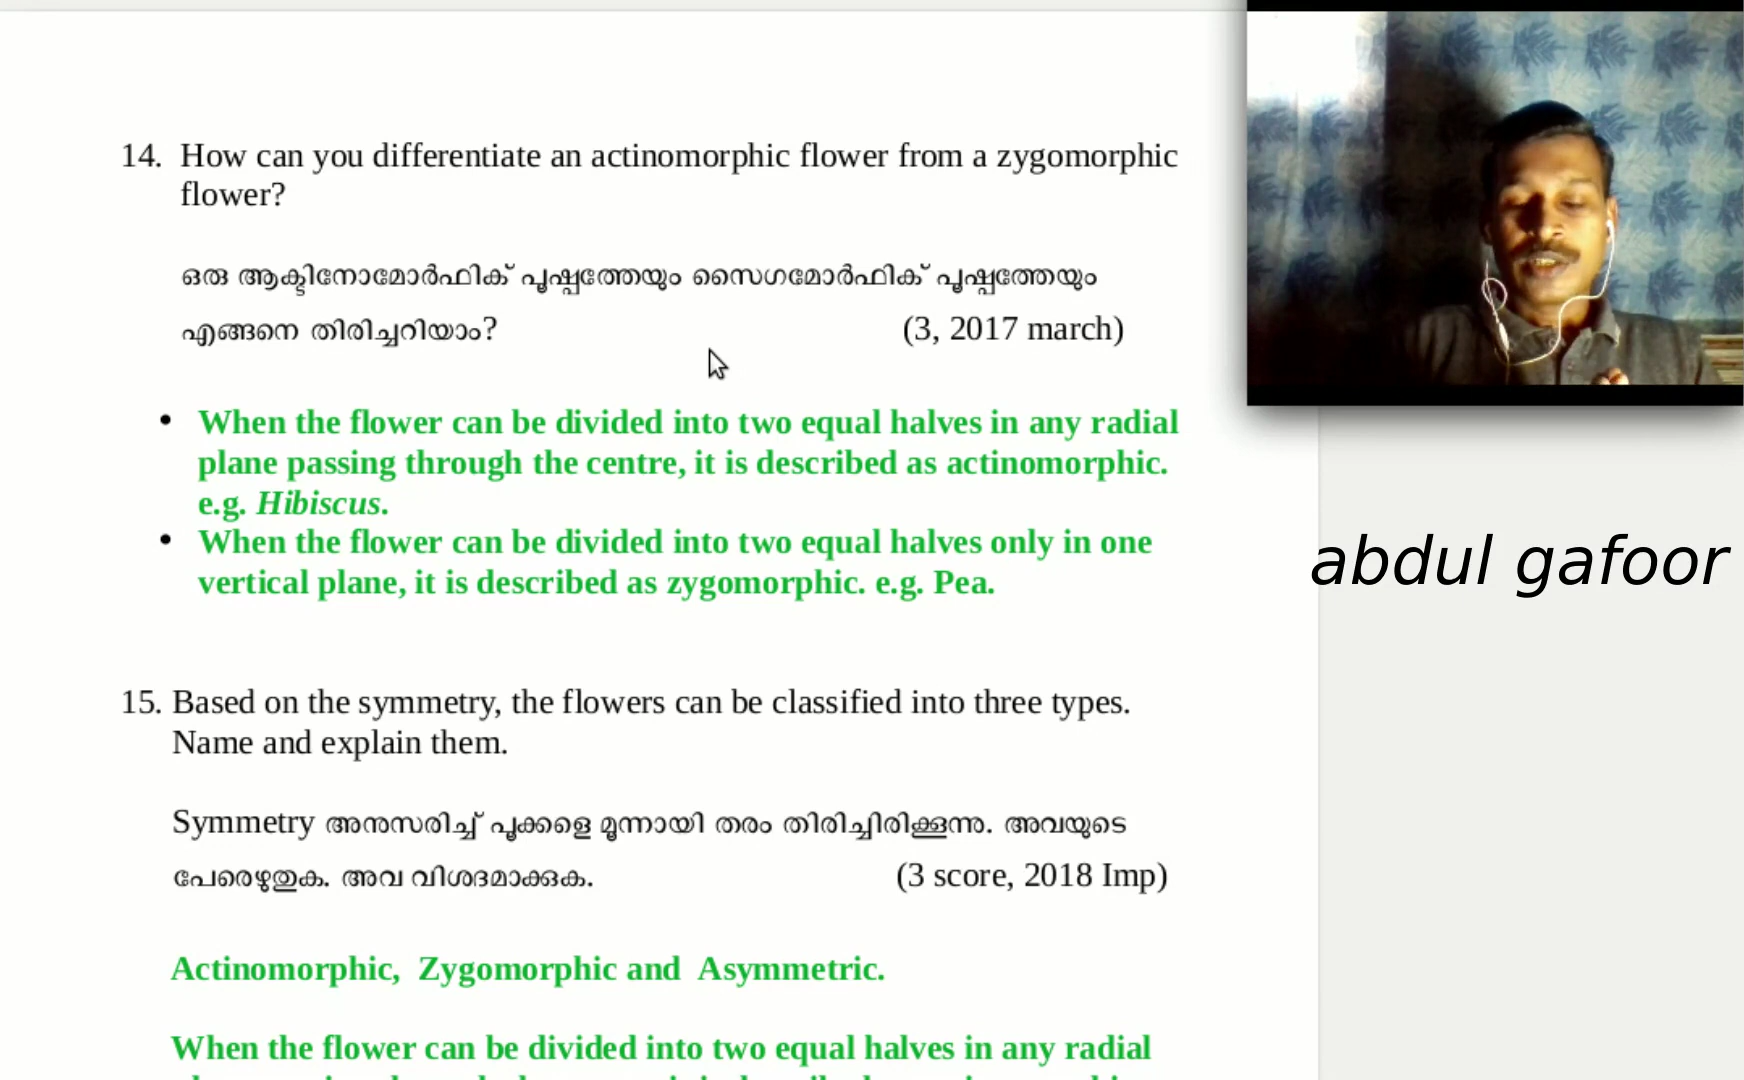 14. How can you differentiate an actinomorphic flower from a zygomorphic
flower?
ഒരു ആക്ടിനോമോർഫിക് പൂഷ്പത്തേയും സൈഗമോർഫിക് പൂഷ്പത്തേയും
എങ്ങനെ തിരിച്ചറിയാം? (3, 2017 march)
• When the flower can be divided into two equal halves in any radial
plane passing through the centre, it is described as actinomorphic.
e.g. Hibiscus.
• When the flower can be divided into two equal halves only in one
vertical plane, it is described as zygomorphic. e.g. Pea.
abdul gafoor
15. Based on the symmetry, the flowers can be classified into three types.
Name and explain them.
Symmetry അനുസരിച്ച് പൂക്കളെ മൂന്നായി തരം തിരിച്ചിരിക്കുന്നു. അവയുടെ
പേരെഴുതുക. അവ വിശദമാക്കുക. (3 score, 2018 Imp)
Actinomorphic, Zygomorphic and Asymmetric.
When the flower can be divided into two equal halves in any radial